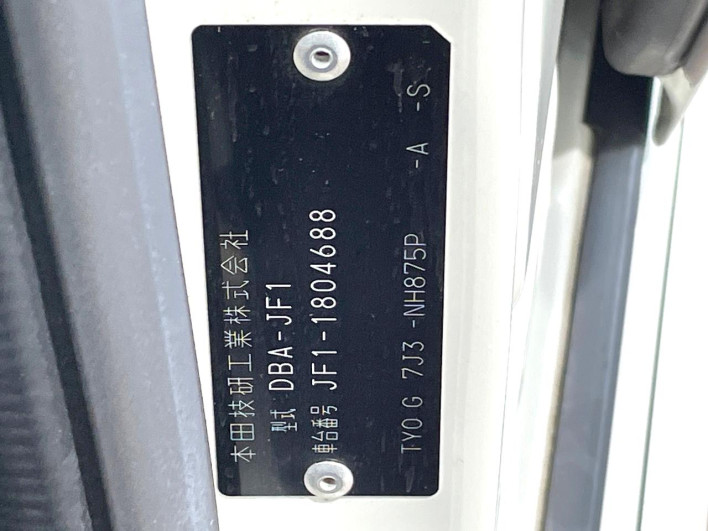 本田技研工業株式会社
型式 DBA-JF1
車台番号 JF1-1804688
TY0 G 7J3 -NH875P -A -S